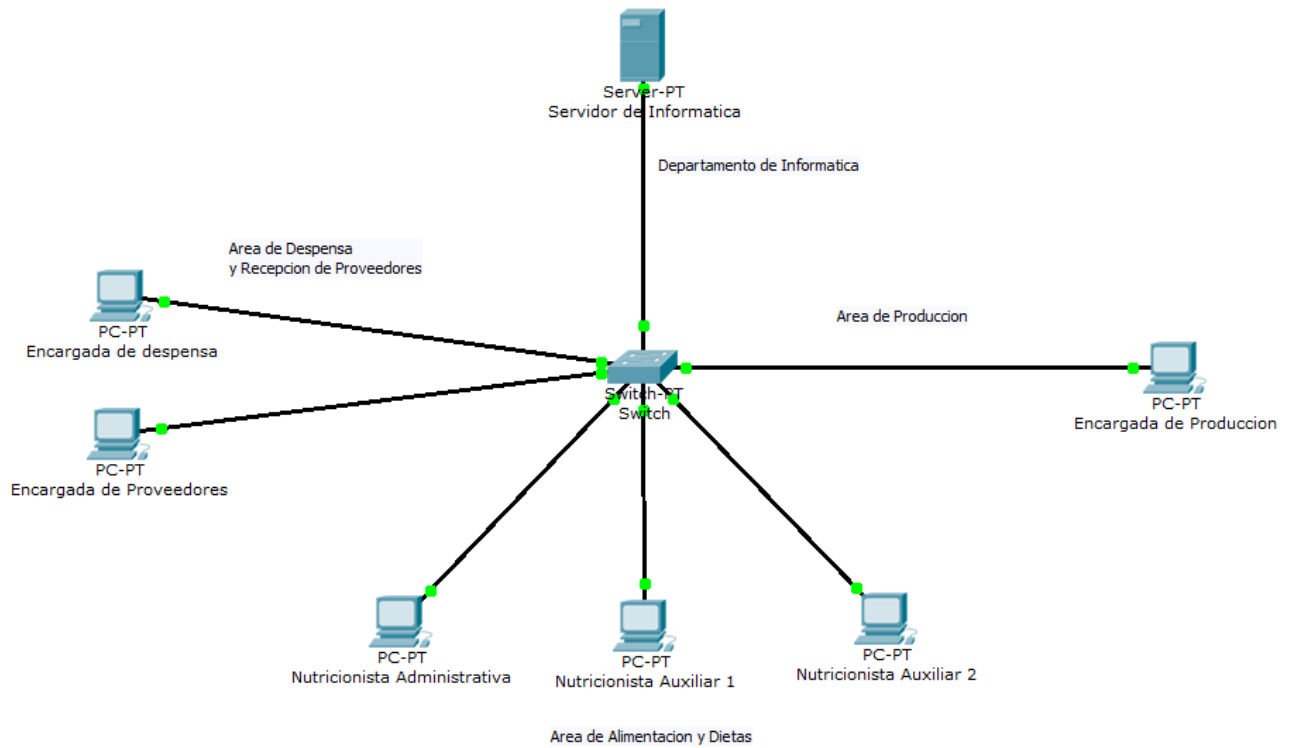 Server-PT
Servidor de Informatica
Departamento de Informatica
Area de Despensa
y Recepcion de Proveedores
PC-PT
Encargada de despensa
Area de Produccion
Switch-PT
Switch
PC-PT
Encargada de Produccion
PC-PT
Encargada de Proveedores
PC-PT
Nutricionista Administrativa
PC-PT
Nutricionista Auxiliar 1
PC-PT
Nutricionista Auxiliar 2
Area de Alimentacion y Dietas